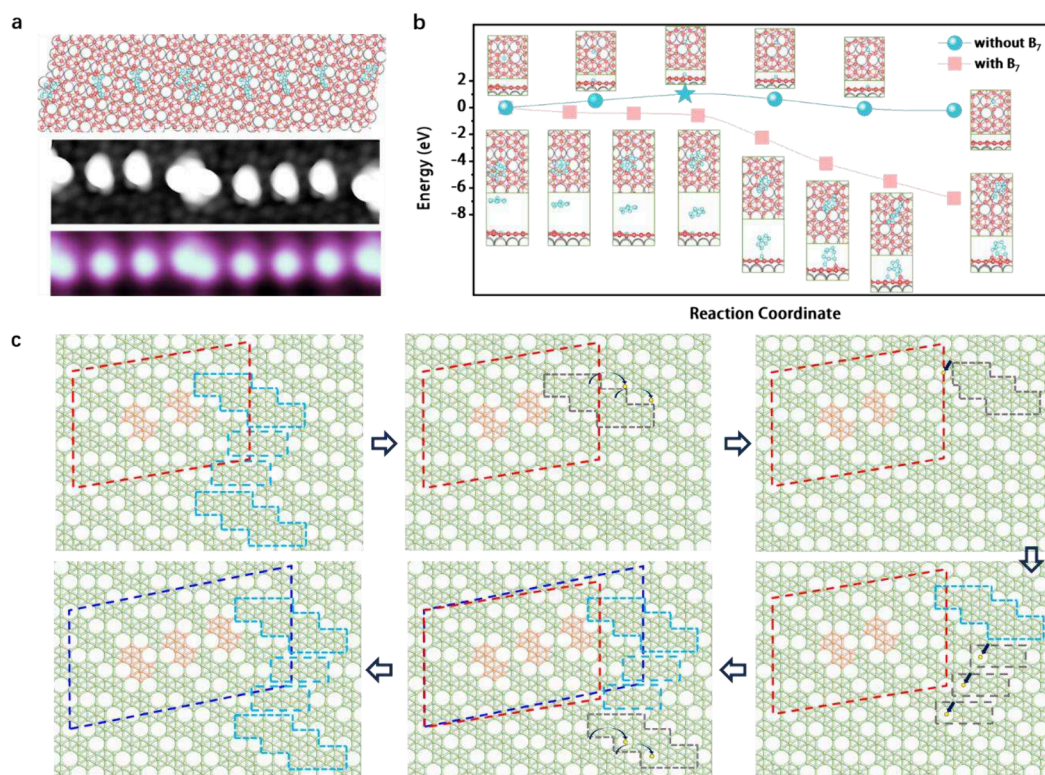 a
b
without B₇
with B₇
2
0
-2
-4
-6
-8
Energy (eV)
Reaction Coordinate
c